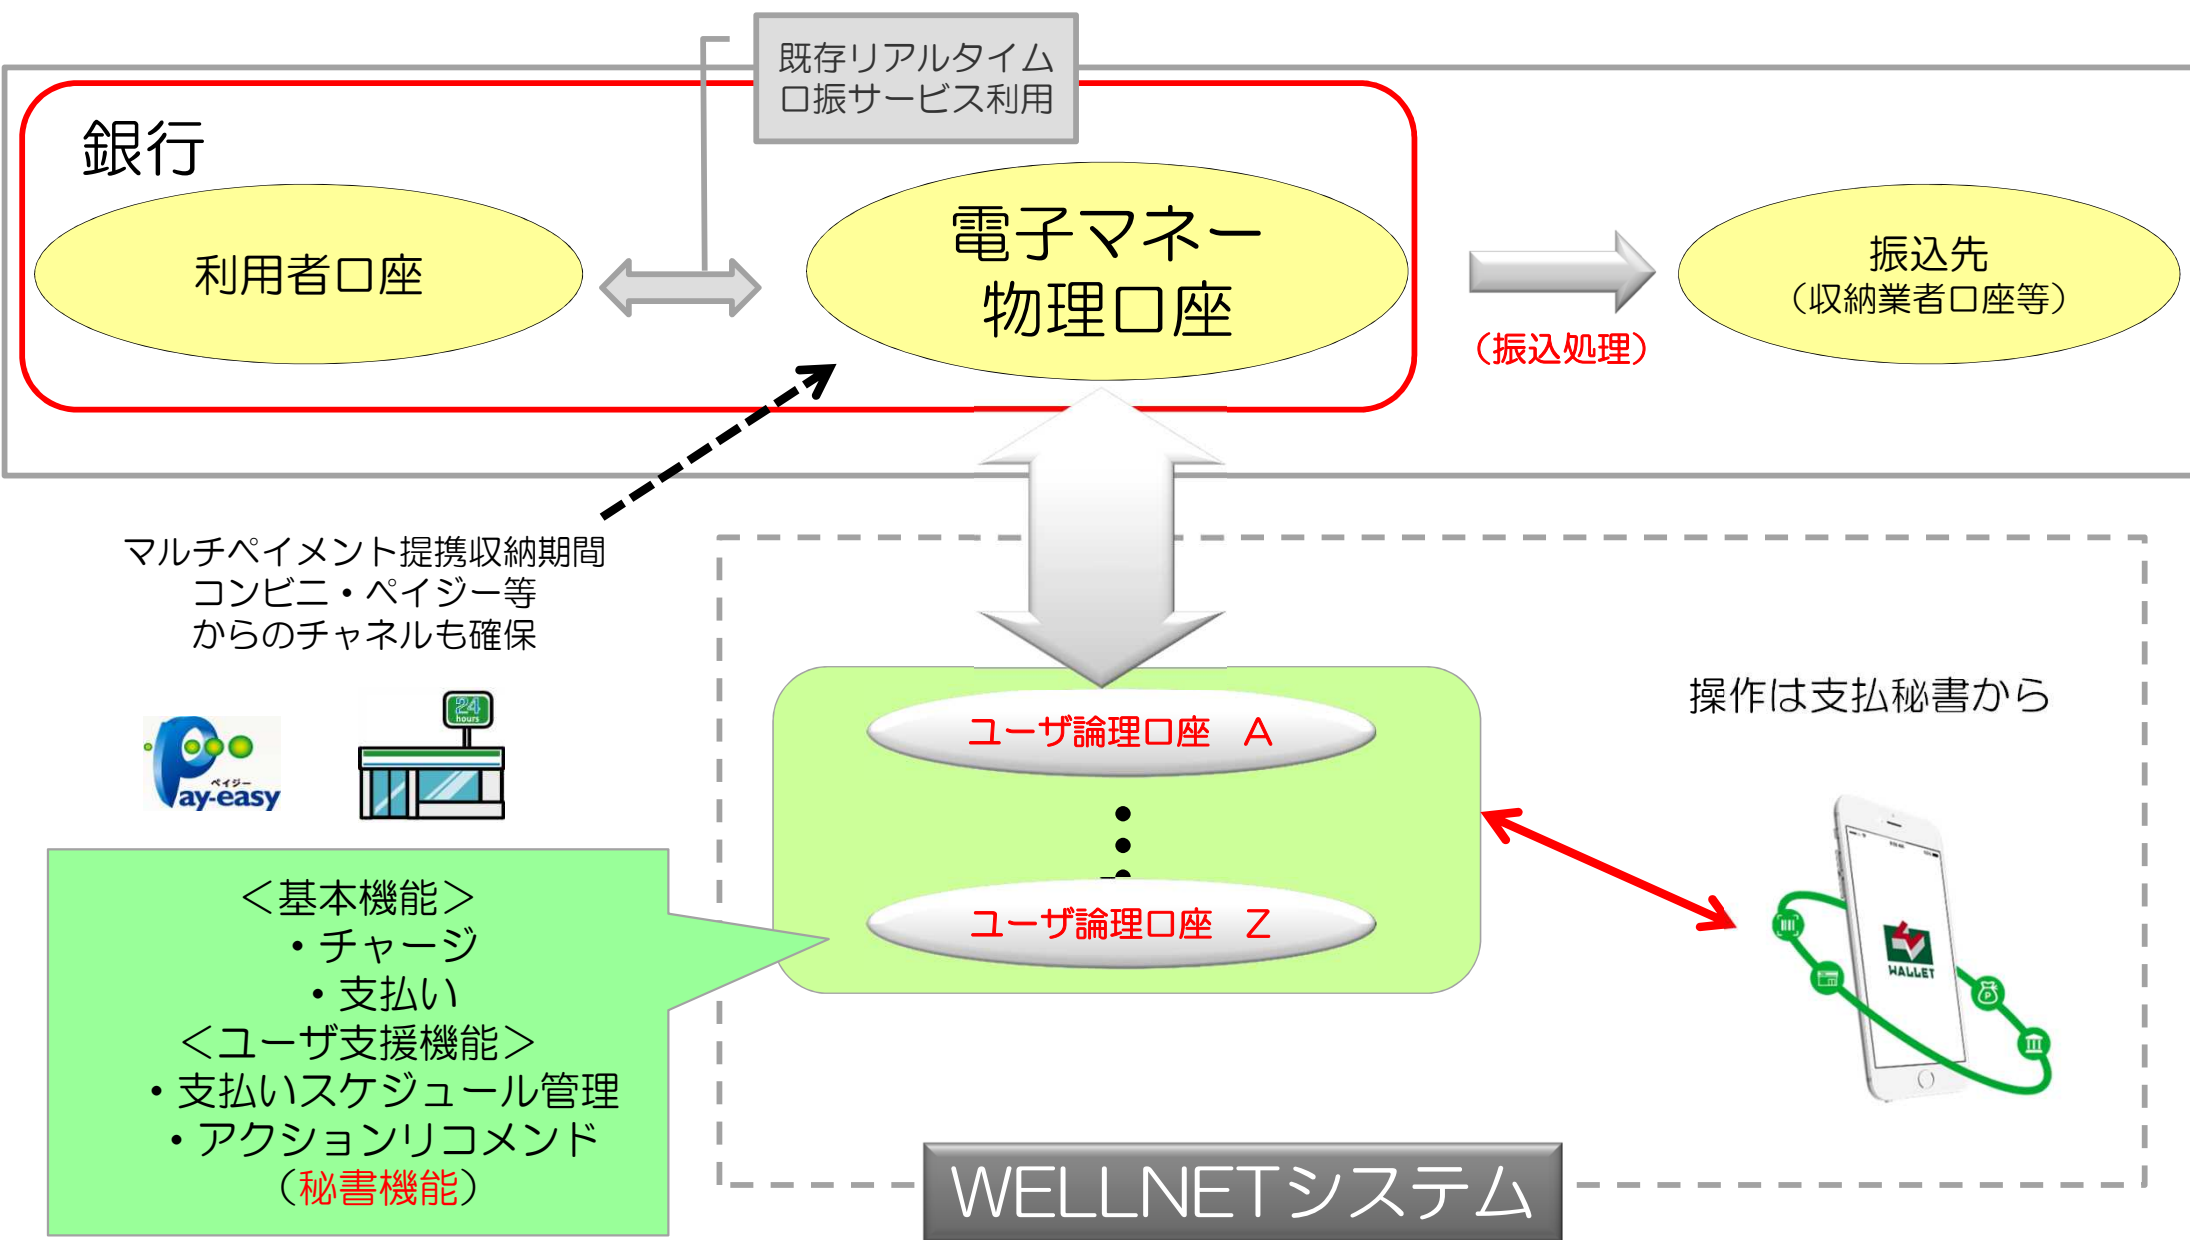 既存リアルタイム
口振サービス利用
銀行
利用者口座
電子マネー
物理口座
振込先
（収納業者口座等）
（振込処理）
マルチペイメント提携収納期間
コンビニ・ペイジー等
からのチャネルも確保
ペイジー
Pay-easy
24
hours
ユーザ論理口座　A
ユーザ論理口座　Z
操作は支払秘書から
WALLET
＜基本機能＞
・チャージ
・支払い
＜ユーザ支援機能＞
・支払いスケジュール管理
・アクションリコメンド
（秘書機能）
WELLNETシステム